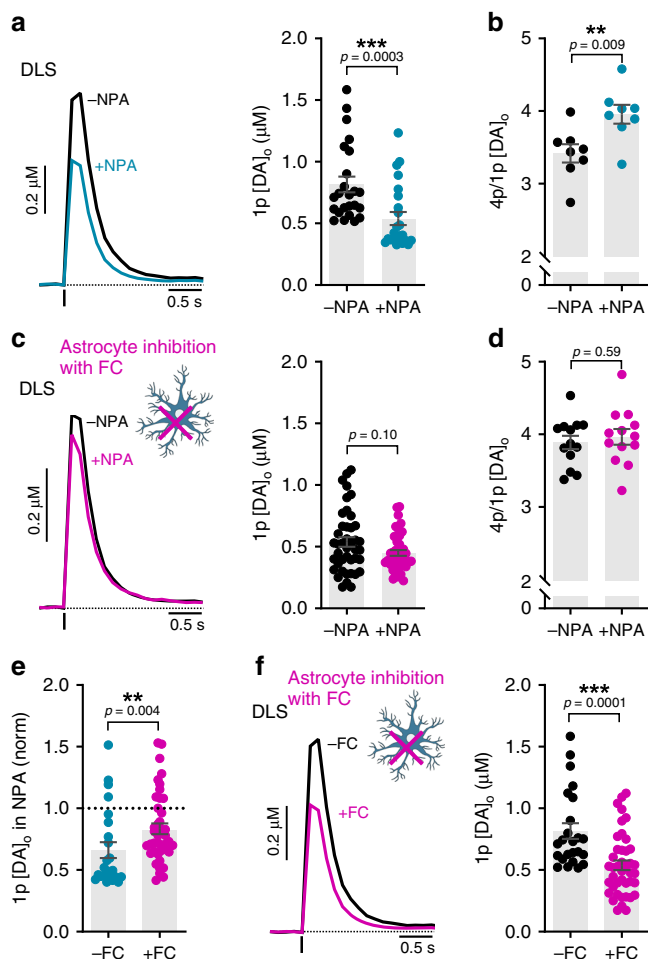 a
DLS
–NPA
+NPA
0.2 μM
0.5 s
***
p = 0.0003
1p [DA]o (μM)
2.0
1.5
1.0
0.5
0.0
–NPA +NPA
b
**
p = 0.009
4p/1p [DA]o
5
4
3
2
0
–NPA +NPA
c
Astrocyte inhibition
with FC
DLS
–NPA
+NPA
0.2 μM
0.5 s
p = 0.10
1p [DA]o (μM)
2.0
1.5
1.0
0.5
0.0
–NPA +NPA
d
p = 0.59
4p/1p [DA]o
5
4
3
2
0
–NPA +NPA
e
**
p = 0.004
1p [DA]o in NPA (norm)
2.0
1.5
1.0
0.5
0.0
–FC +FC
f
Astrocyte inhibition
with FC
DLS
–FC
+FC
0.2 μM
0.5 s
***
p = 0.0001
1p [DA]o (μM)
2.0
1.5
1.0
0.5
0.0
–FC +FC